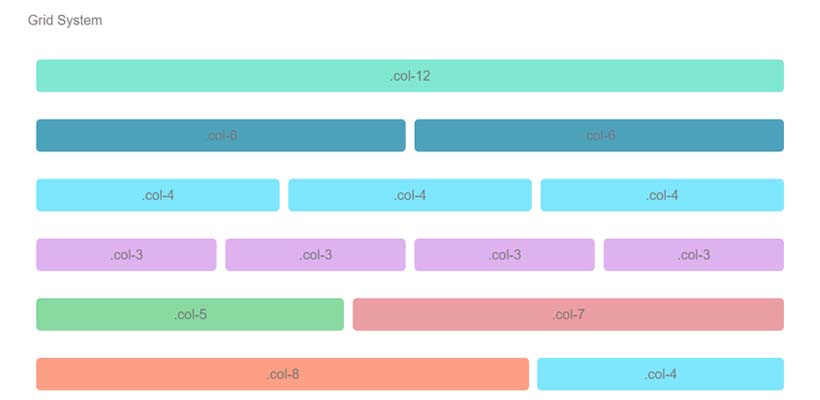 Grid System
.col-12
.col-6 .col-6
.col-4 .col-4 .col-4
.col-3 .col-3 .col-3 .col-3
.col-5 .col-7
.col-8 .col-4